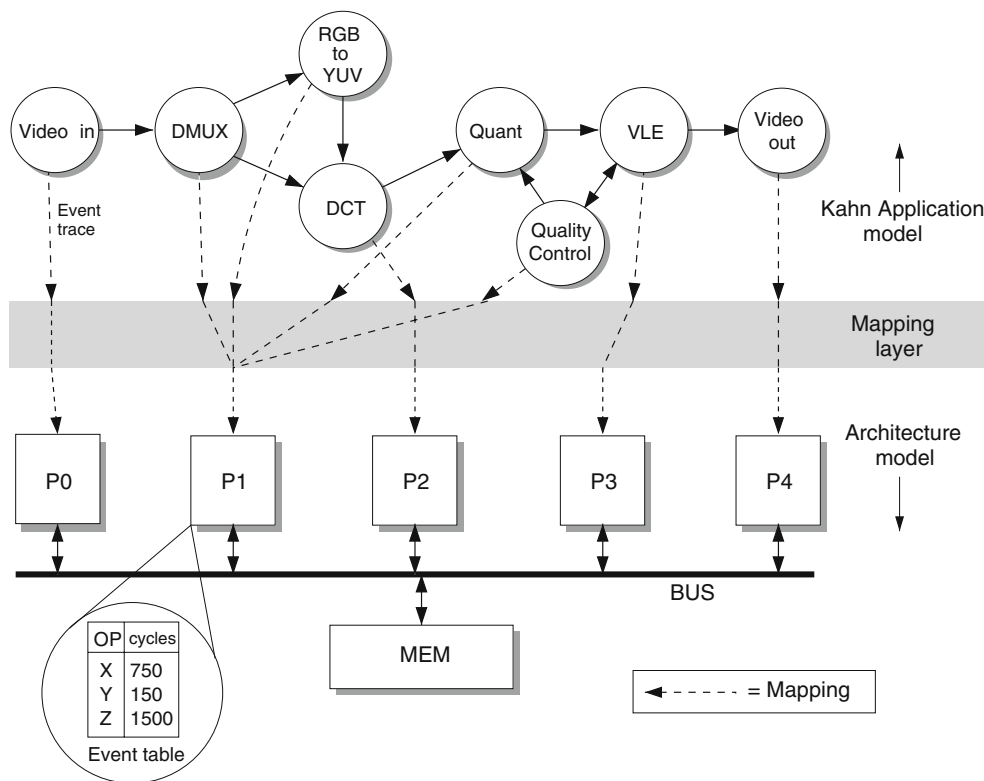 RGB
to
YUV
Video in
DMUX
Quant
VLE
Video
out
DCT
Quality
Control
Event
trace
Kahn Application
model
Mapping
layer
Architecture
model
P0
P1
P2
P3
P4
BUS
MEM
OP cycles
X 750
Y 150
Z 1500
Event table
= Mapping